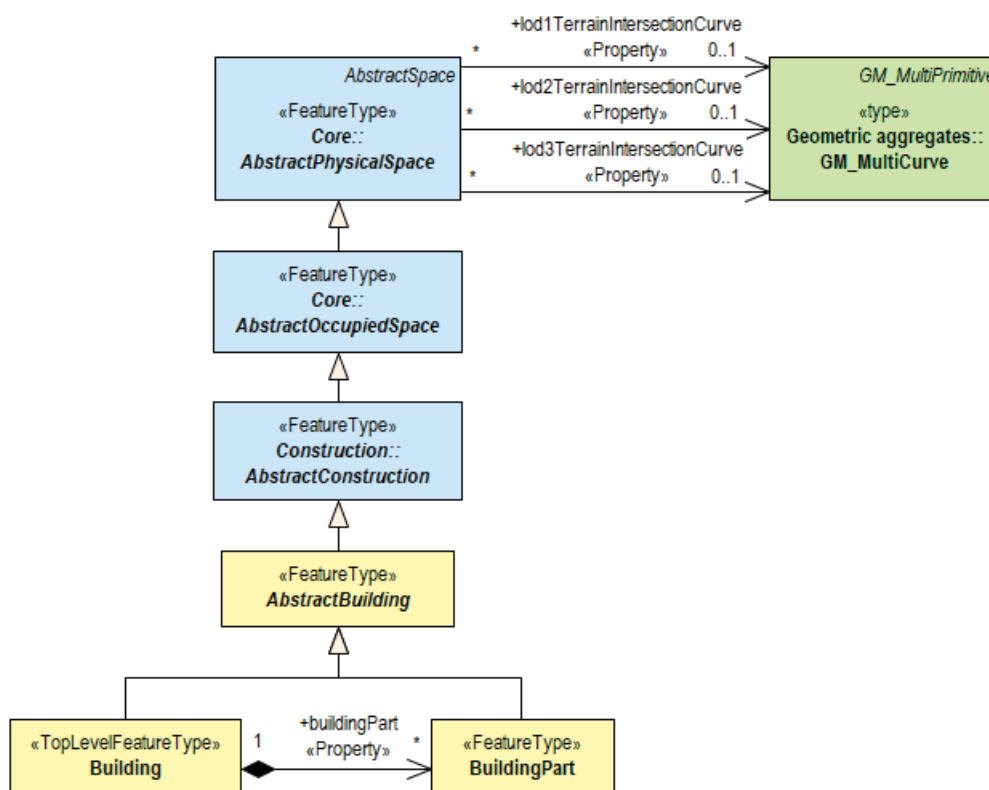 +lod1TerrainIntersectionCurve
* «Property» 0..1
AbstractSpace
«FeatureType»
Core::
AbstractPhysicalSpace
+lod2TerrainIntersectionCurve
* «Property» 0..1
+lod3TerrainIntersectionCurve
* «Property» 0..1
GM_MultiPrimitive
«type»
Geometric aggregates::
GM_MultiCurve
«FeatureType»
Core::
AbstractOccupiedSpace
«FeatureType»
Construction::
AbstractConstruction
«FeatureType»
AbstractBuilding
«TopLevelFeatureType»
Building
+buildingPart
1 «Property» *
«FeatureType»
BuildingPart